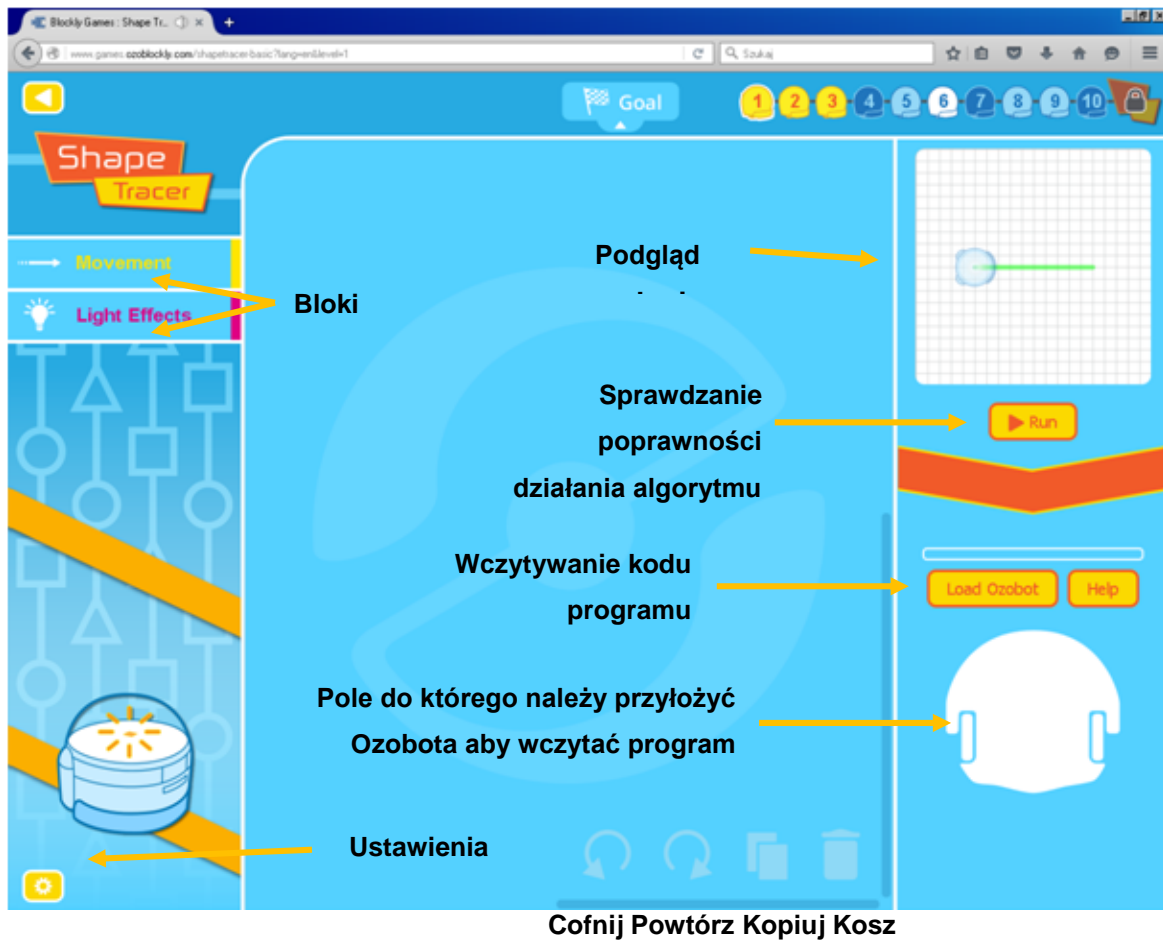 Blockly Games : Shape Tr...
www.games.ozoblockly.com/shapetracer-basic?lang=en&level=1
Szukaj
Goal
1 2 3 4 5 6 7 8 9 10
Shape
Tracer
Movement
Light Effects
Bloki
Podgląd
Sprawdzanie
poprawności
działania algorytmu
Run
Wczytywanie kodu
programu
Load Ozobot
Help
Pole do którego należy przyłożyć
Ozobota aby wczytać program
Ustawienia
Cofnij Powtórz Kopiuj Kosz